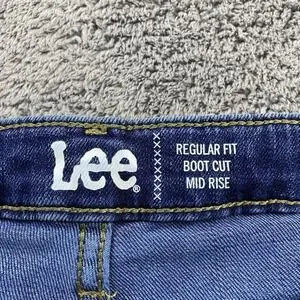 Lee®
REGULAR FIT
BOOT CUT
MID RISE